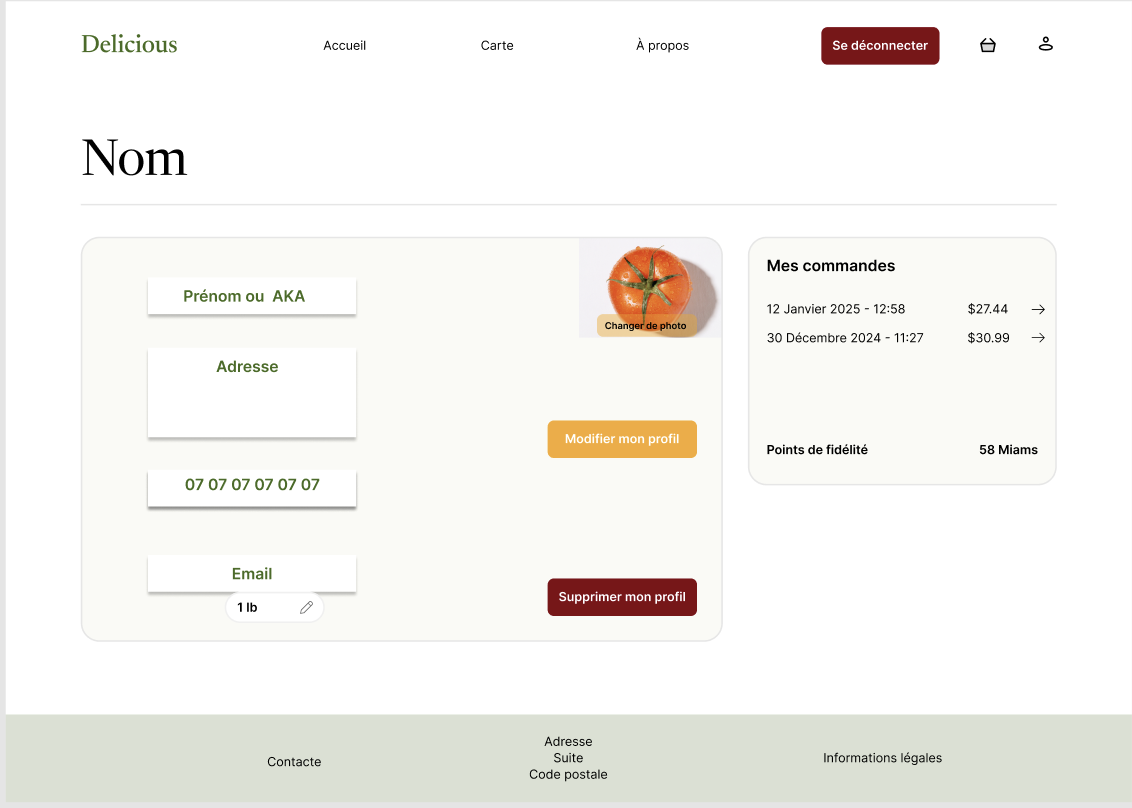 Delicious
Accueil
Carte
À propos
Se déconnecter
Nom
Prénom ou  AKA
Changer de photo
Adresse
Modifier mon profil
07 07 07 07 07 07
Email
1 lb
Supprimer mon profil
Mes commandes
12 Janvier 2025 - 12:58 $27.44
30 Décembre 2024 - 11:27 $30.99
Points de fidélité 58 Miams
Contacte
Adresse
Suite
Code postale
Informations légales